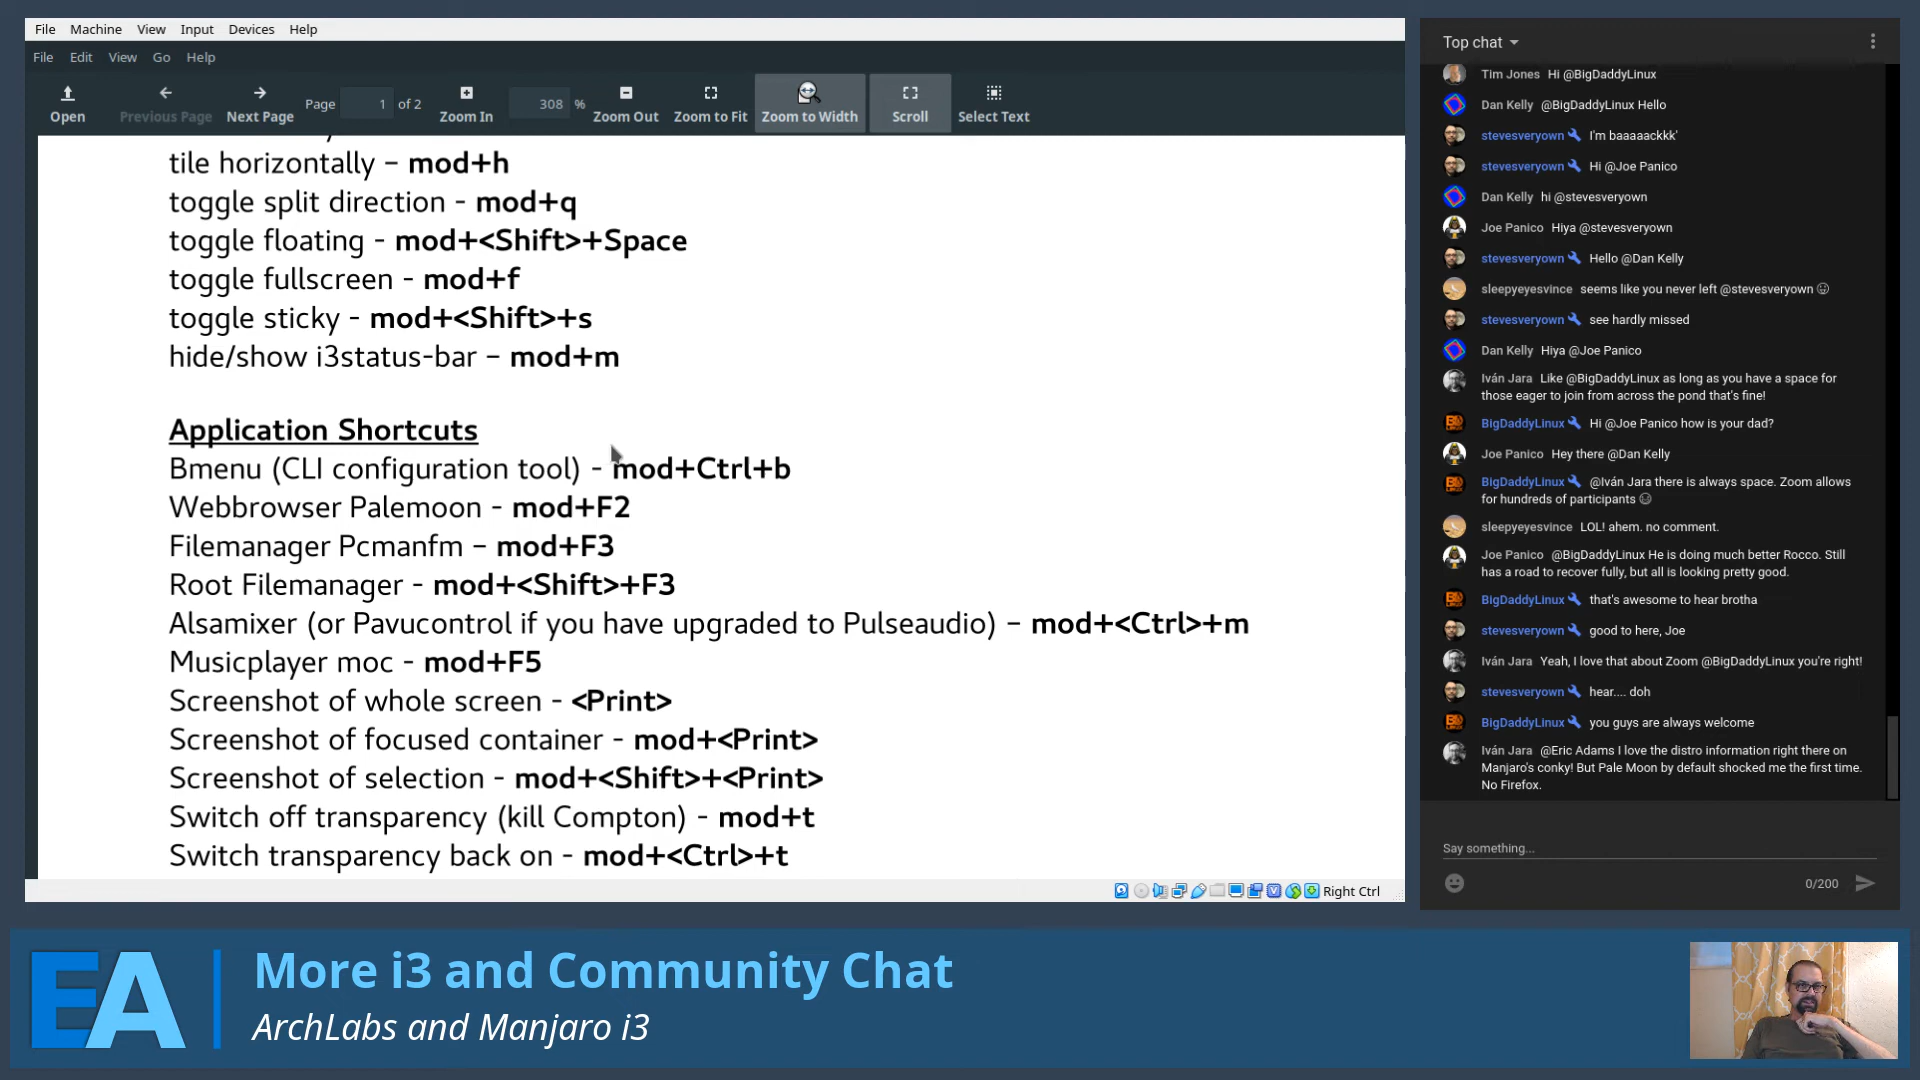 File Machine View Input Devices Help
File Edit View Go Help
Open Previous Page Next Page Page 1 of 2 Zoom In 308 % Zoom Out Zoom to Fit Zoom to Width Scroll Select Text
tile horizontally – mod+h
toggle split direction - mod+q
toggle floating - mod+<Shift>+Space
toggle fullscreen - mod+f
toggle sticky - mod+<Shift>+s
hide/show i3status-bar – mod+m
Application Shortcuts
Bmenu (CLI configuration tool) - mod+Ctrl+b
Webbrowser Palemoon - mod+F2
Filemanager Pcmanfm – mod+F3
Root Filemanager - mod+<Shift>+F3
Alsamixer (or Pavucontrol if you have upgraded to Pulseaudio) – mod+<Ctrl>+m
Musicplayer moc - mod+F5
Screenshot of whole screen - <Print>
Screenshot of focused container - mod+<Print>
Screenshot of selection - mod+<Shift>+<Print>
Switch off transparency (kill Compton) - mod+t
Switch transparency back on - mod+<Ctrl>+t
Right Ctrl
Top chat
Tim Jones Hi @BigDaddyLinux
Dan Kelly @BigDaddyLinux Hello
stevesveryown I'm baaaaackkk'
stevesveryown Hi @Joe Panico
Dan Kelly hi @stevesveryown
Joe Panico Hiya @stevesveryown
stevesveryown Hello @Dan Kelly
sleepyeyesvince seems like you never left @stevesveryown
stevesveryown see hardly missed
Dan Kelly Hiya @Joe Panico
Iván Jara Like @BigDaddyLinux as long as you have a space for
those eager to join from across the pond that's fine!
BigDaddyLinux Hi @Joe Panico how is your dad?
Joe Panico Hey there @Dan Kelly
BigDaddyLinux @Iván Jara there is always space. Zoom allows
for hundreds of participants
sleepyeyesvince LOL! ahem. no comment.
Joe Panico @BigDaddyLinux He is doing much better Rocco. Still
has a road to recover fully, but all is looking pretty good.
BigDaddyLinux that's awesome to hear brotha
stevesveryown good to here, Joe
Iván Jara Yeah, I love that about Zoom @BigDaddyLinux you're right!
stevesveryown hear.... doh
BigDaddyLinux you guys are always welcome
Iván Jara @Eric Adams I love the distro information right there on
Manjaro's conky! But Pale Moon by default shocked me the first time.
No Firefox.
Say something...
0/200
EA
More i3 and Community Chat
ArchLabs and Manjaro i3